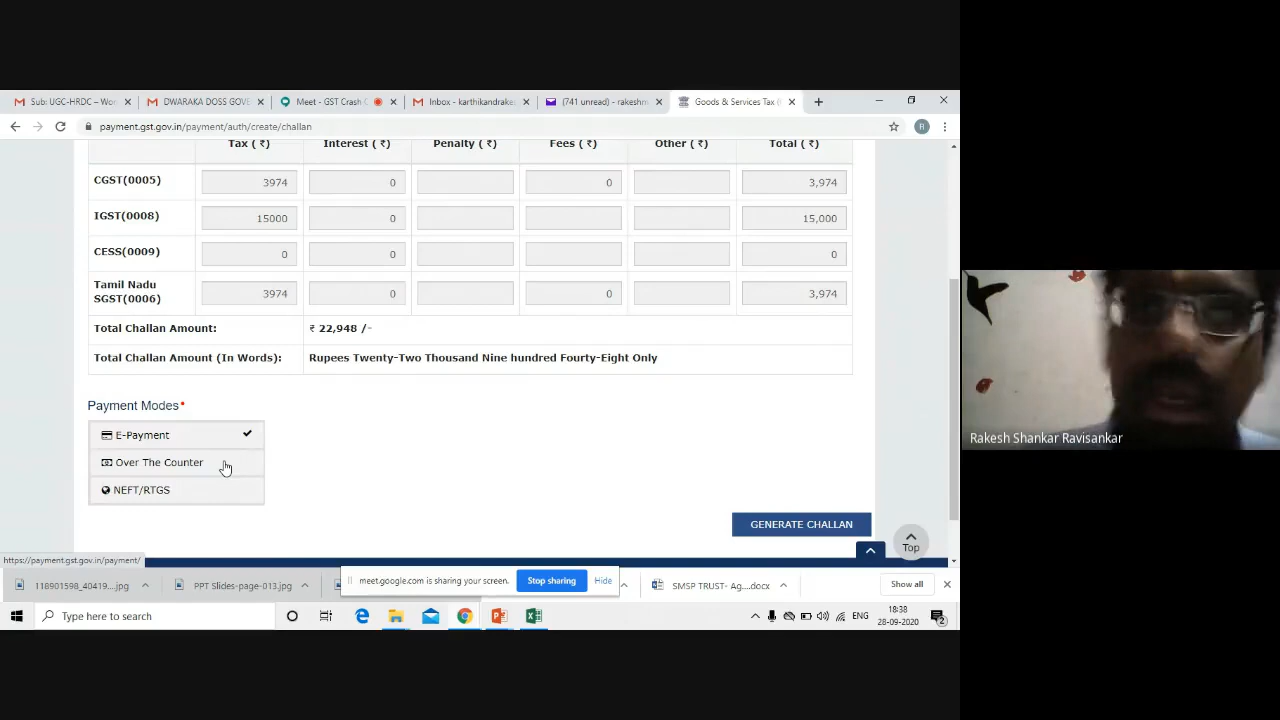 Sub: UGC-HRDC – Wor
DWARAKA DOSS GOVE
Meet - GST Crash C
Inbox - karthikandrakes
(741 unread) - rakeshm
Goods & Services Tax (
payment.gst.gov.in/payment/auth/create/challan
R
Tax ( ₹) Interest ( ₹) Penalty ( ₹) Fees ( ₹) Other ( ₹) Total ( ₹)
CGST(0005) 3974 0 0 3,974
IGST(0008) 15000 0 15,000
CESS(0009) 0 0 0
Tamil Nadu
SGST(0006) 3974 0 0 3,974
Total Challan Amount: ₹ 22,948 /-
Total Challan Amount (In Words): Rupees Twenty-Two Thousand Nine hundred Fourty-Eight Only
Payment Modes•
E-Payment
Over The Counter
NEFT/RTGS
GENERATE CHALLAN
Top
https://payment.gst.gov.in/payment/
118901598_40419....jpg
PPT Slides-page-013.jpg
meet.google.com is sharing your screen.
Stop sharing
Hide
SMSP TRUST- Ag....docx
Show all
Type here to search
ENG
18:38
28-09-2020
2
Rakesh Shankar Ravisankar